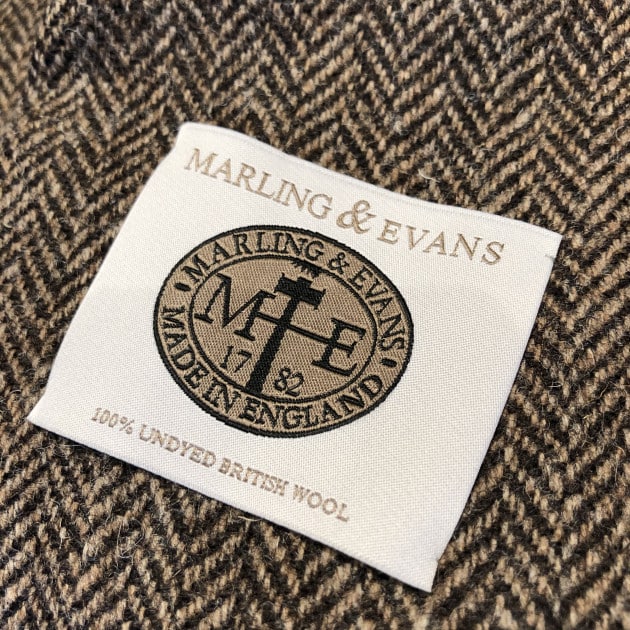 MARLING & EVANS
MARLING & EVANS
M E
17 82
MADE IN ENGLAND
100% UNDYED BRITISH WOOL